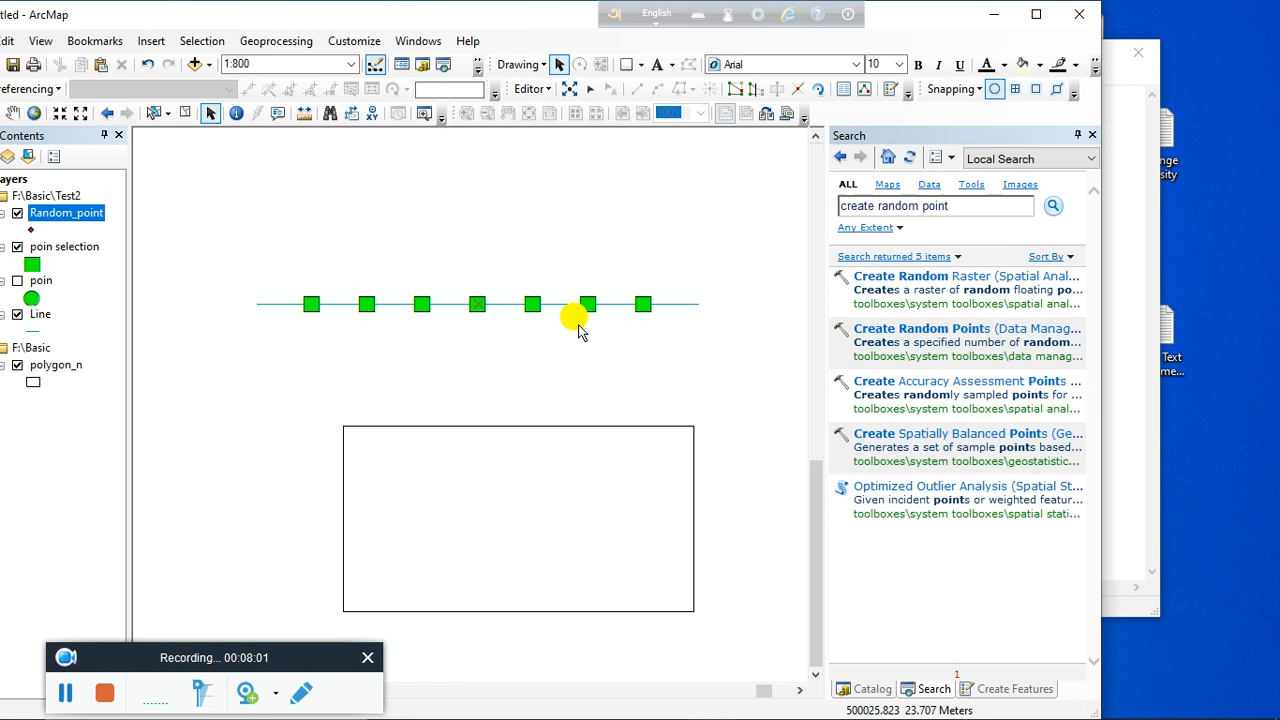 tled - ArcMap
English
dit View Bookmarks Insert Selection Geoprocessing Customize Windows Help
1:800 Drawing Arial 10 B I U A
ferencing Editor Snapping
Contents
ayers
F:\Basic\Test2
Random_point
poin selection
poin
Line
F:\Basic
polygon_n
Search
Local Search
ALL Maps Data Tools Images
create random point
Any Extent
Search returned 5 items Sort By
Create Random Raster (Spatial Anal...
Creates a raster of random floating po...
toolboxes\system toolboxes\spatial anal...
Create Random Points (Data Manag...
Creates a specified number of random...
toolboxes\system toolboxes\data manag...
Create Accuracy Assessment Points ...
Creates randomly sampled points for ...
toolboxes\system toolboxes\spatial anal...
Create Spatially Balanced Points (Ge...
Generates a set of sample points based...
toolboxes\system toolboxes\geostatistic...
Optimized Outlier Analysis (Spatial St...
Given incident points or weighted featur...
toolboxes\system toolboxes\spatial stati...
1
Catalog Search Create Features
500025.823 23.707 Meters
Recording... 00:08:01
nge
sity
Text
me...